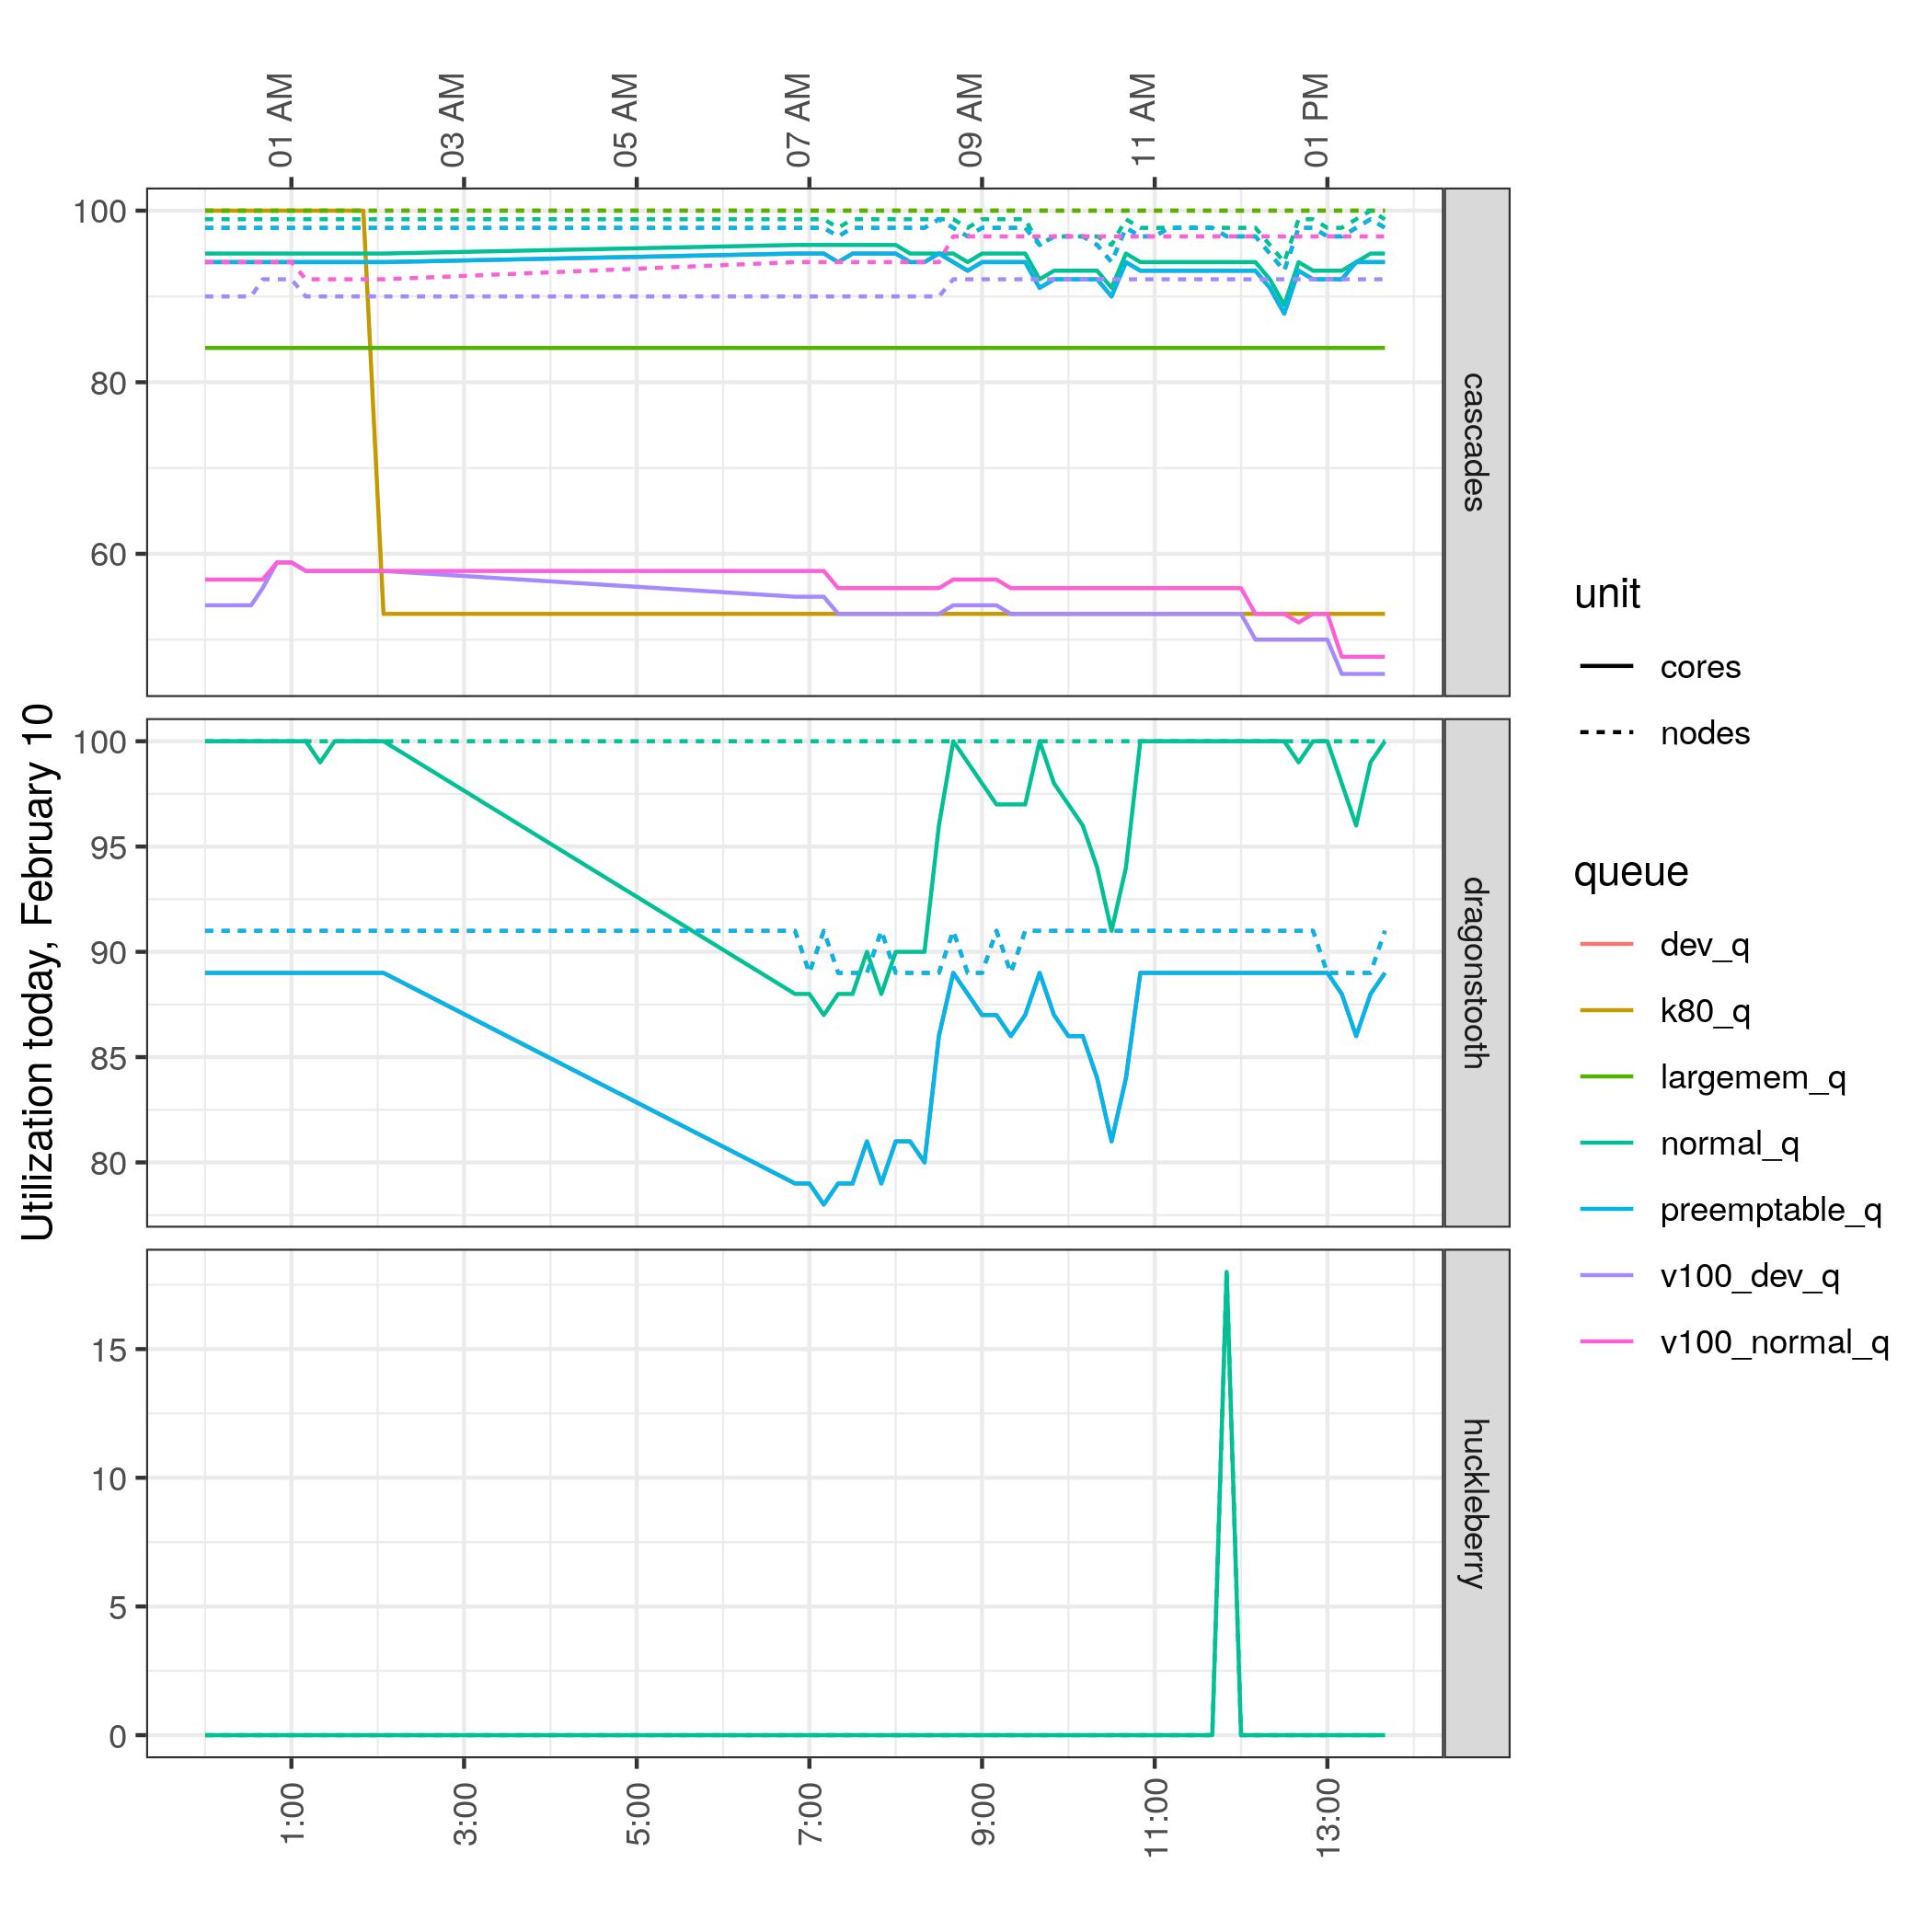 01 AM
03 AM
05 AM
07 AM
09 AM
11 AM
01 PM
Utilization today, February 10
100
80
60
cascades
100
95
90
85
80
dragonstooth
15
10
5
0
huckleberry
1:00
3:00
5:00
7:00
9:00
11:00
13:00
unit
cores
nodes
queue
dev_q
k80_q
largemem_q
normal_q
preemptable_q
v100_dev_q
v100_normal_q